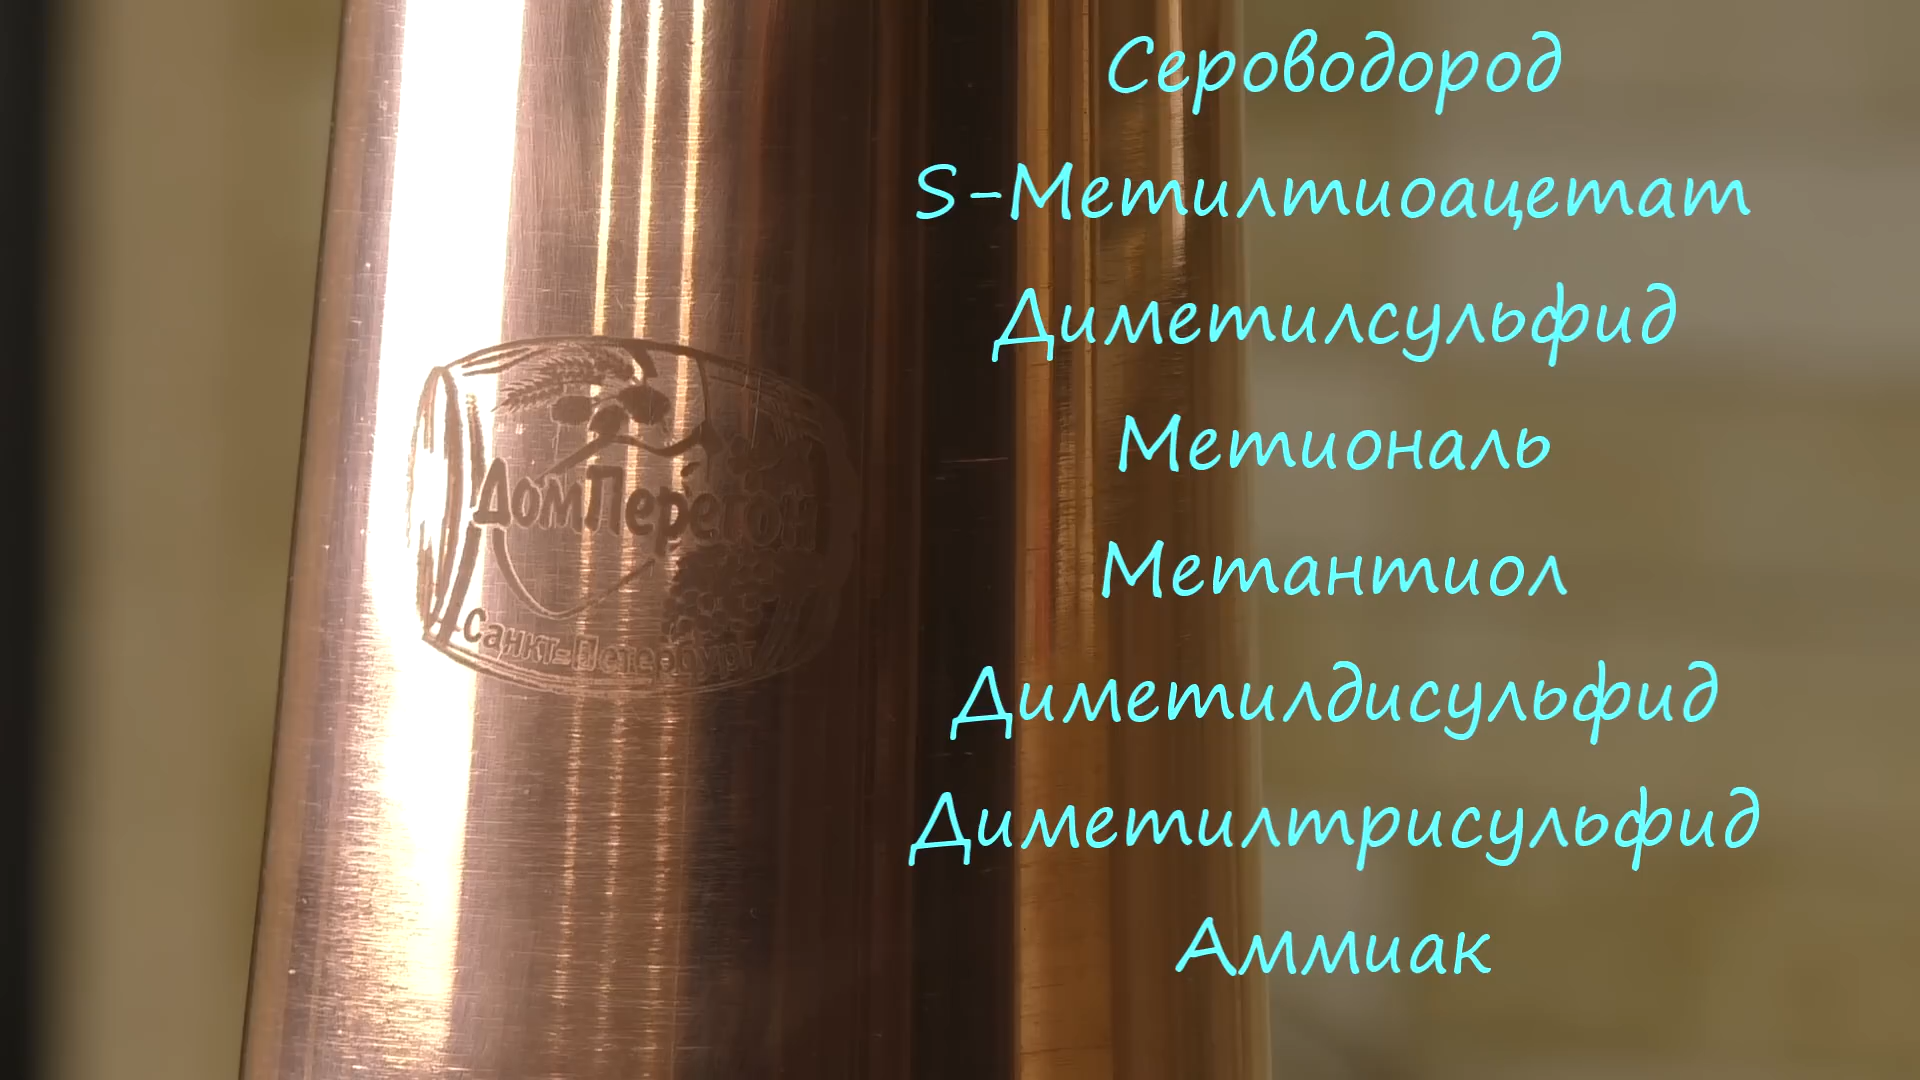 Сероводород
S-Метилтиоацетат
Диметилсульфид
Метиональ
Метантиол
Диметилдисульфид
Диметилтрисульфид
Аммиак
ДомПерегон
Санкт-Петербург